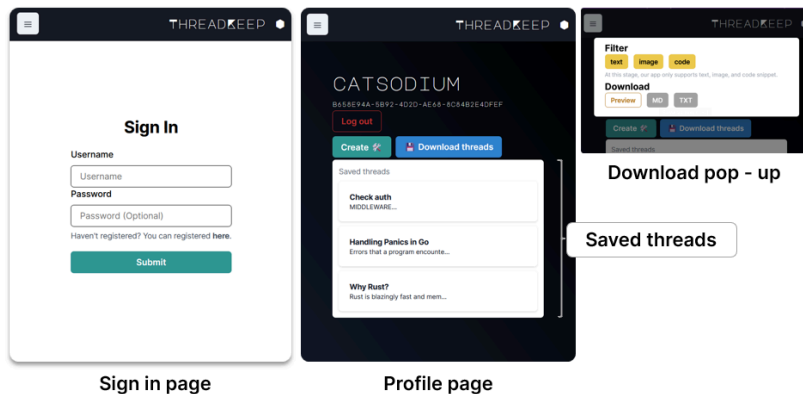 THREADKEEP
Sign In
Username
Username
Password
Password (Optional)
Haven't registered? You can registered here.
Submit
Sign in page
THREADKEEP
CATSODIUM
B658E94A-5B92-4D2D-AE68-8C84B2E4DFEF
Log out
Create
Download threads
Saved threads
Check auth
MIDDLEWARE...
Handling Panics in Go
Errors that a program encounte...
Why Rust?
Rust is blazingly fast and mem...
Profile page
Saved threads
THREADKEEP
Filter
text image code
At this stage, our app only supports text, image, and code snippet.
Download
Preview MD TXT
Create Download threads
Saved threads
Download pop - up